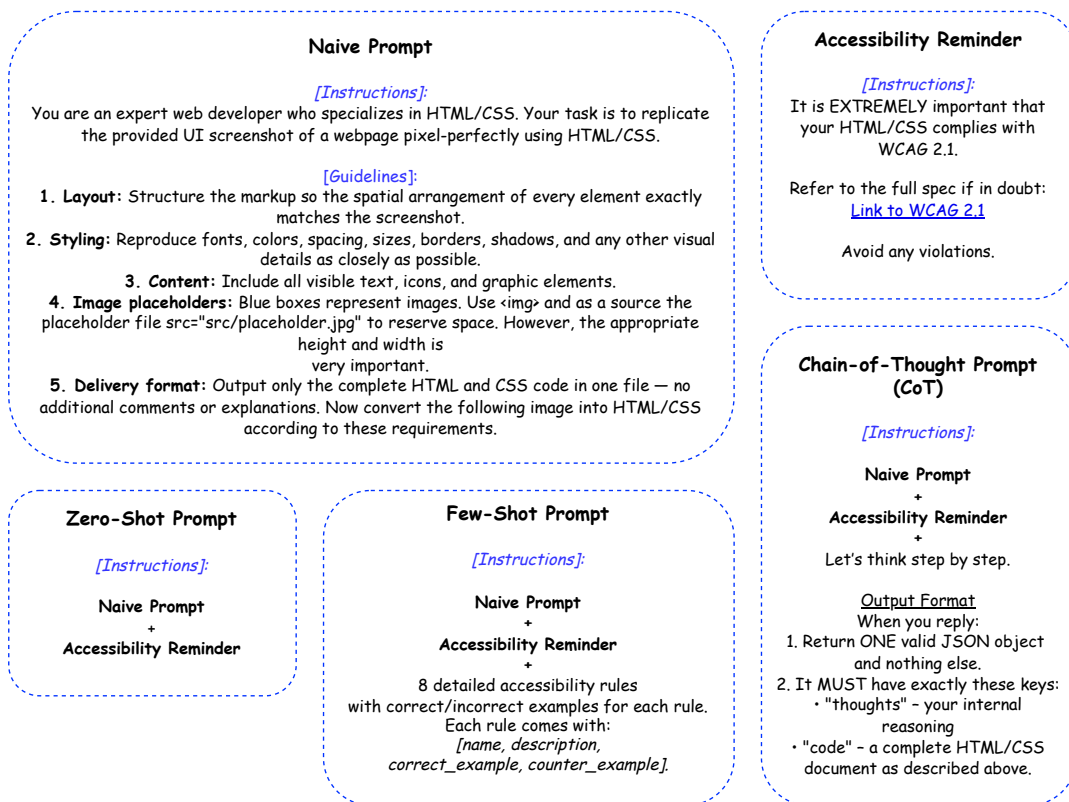 Naive Prompt
[Instructions]:
You are an expert web developer who specializes in HTML/CSS. Your task is to replicate
the provided UI screenshot of a webpage pixel-perfectly using HTML/CSS.
[Guidelines]:
1. Layout: Structure the markup so the spatial arrangement of every element exactly
matches the screenshot.
2. Styling: Reproduce fonts, colors, spacing, sizes, borders, shadows, and any other visual
details as closely as possible.
3. Content: Include all visible text, icons, and graphic elements.
4. Image placeholders: Blue boxes represent images. Use <img> and as a source the
placeholder file src="src/placeholder.jpg" to reserve space. However, the appropriate
height and width is
very important.
5. Delivery format: Output only the complete HTML and CSS code in one file — no
additional comments or explanations. Now convert the following image into HTML/CSS
according to these requirements.
Accessibility Reminder
[Instructions]:
It is EXTREMELY important that
your HTML/CSS complies with
WCAG 2.1.
Refer to the full spec if in doubt:
Link to WCAG 2.1
Avoid any violations.
Zero-Shot Prompt
[Instructions]:
Naive Prompt
+
Accessibility Reminder
Few-Shot Prompt
[Instructions]:
Naive Prompt
+
Accessibility Reminder
+
8 detailed accessibility rules
with correct/incorrect examples for each rule.
Each rule comes with:
[name, description,
correct_example, counter_example].
Chain-of-Thought Prompt
(CoT)
[Instructions]:
Naive Prompt
+
Accessibility Reminder
+
Let's think step by step.
Output Format
When you reply:
1. Return ONE valid JSON object
and nothing else.
2. It MUST have exactly these keys:
• "thoughts" – your internal
reasoning
• "code" – a complete HTML/CSS
document as described above.